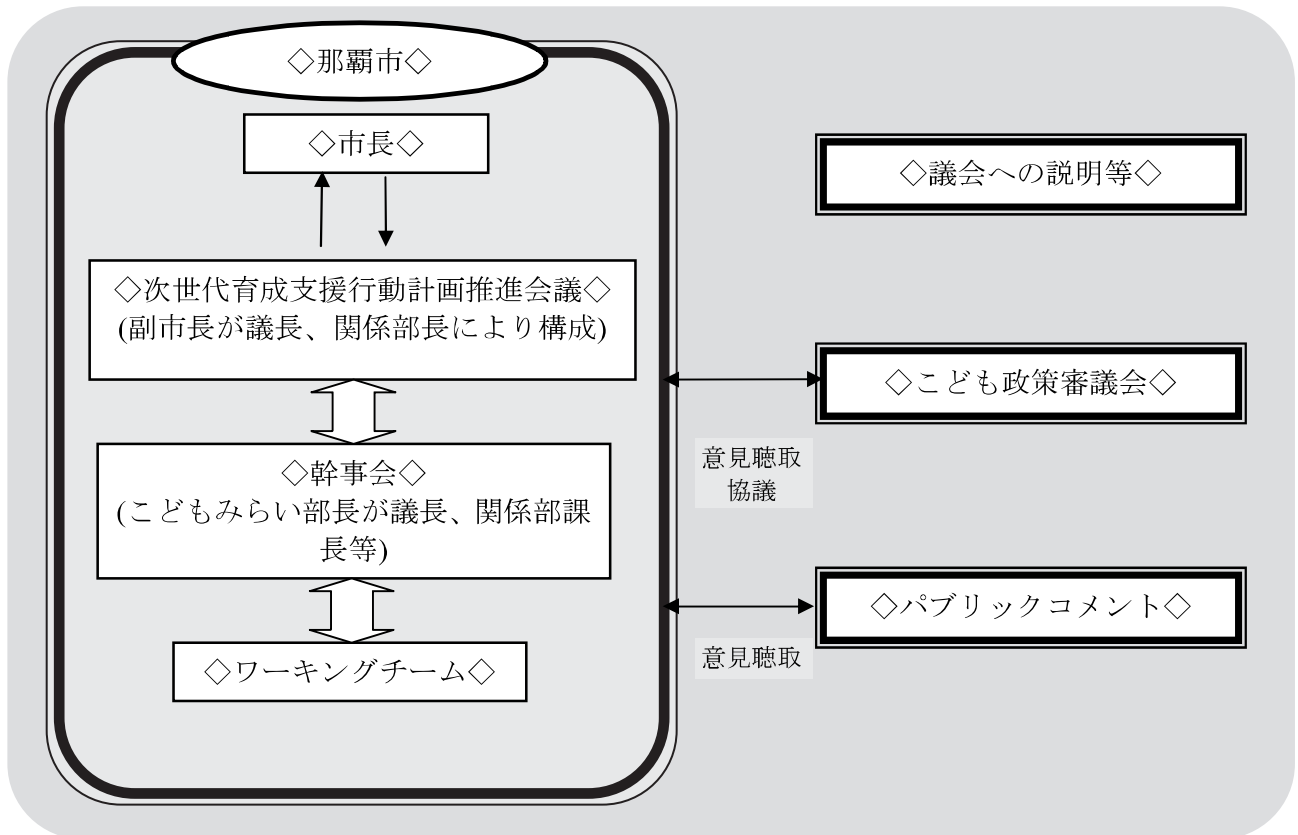 ◇那覇市◇
◇市長◇
◇次世代育成支援行動計画推進会議◇
(副市長が議長、関係部長により構成)
◇幹事会◇
(こどもみらい部長が議長、関係部課
長等)
◇ワーキングチーム◇
◇議会への説明等◇
◇こども政策審議会◇
意見聴取
協議
◇パブリックコメント◇
意見聴取